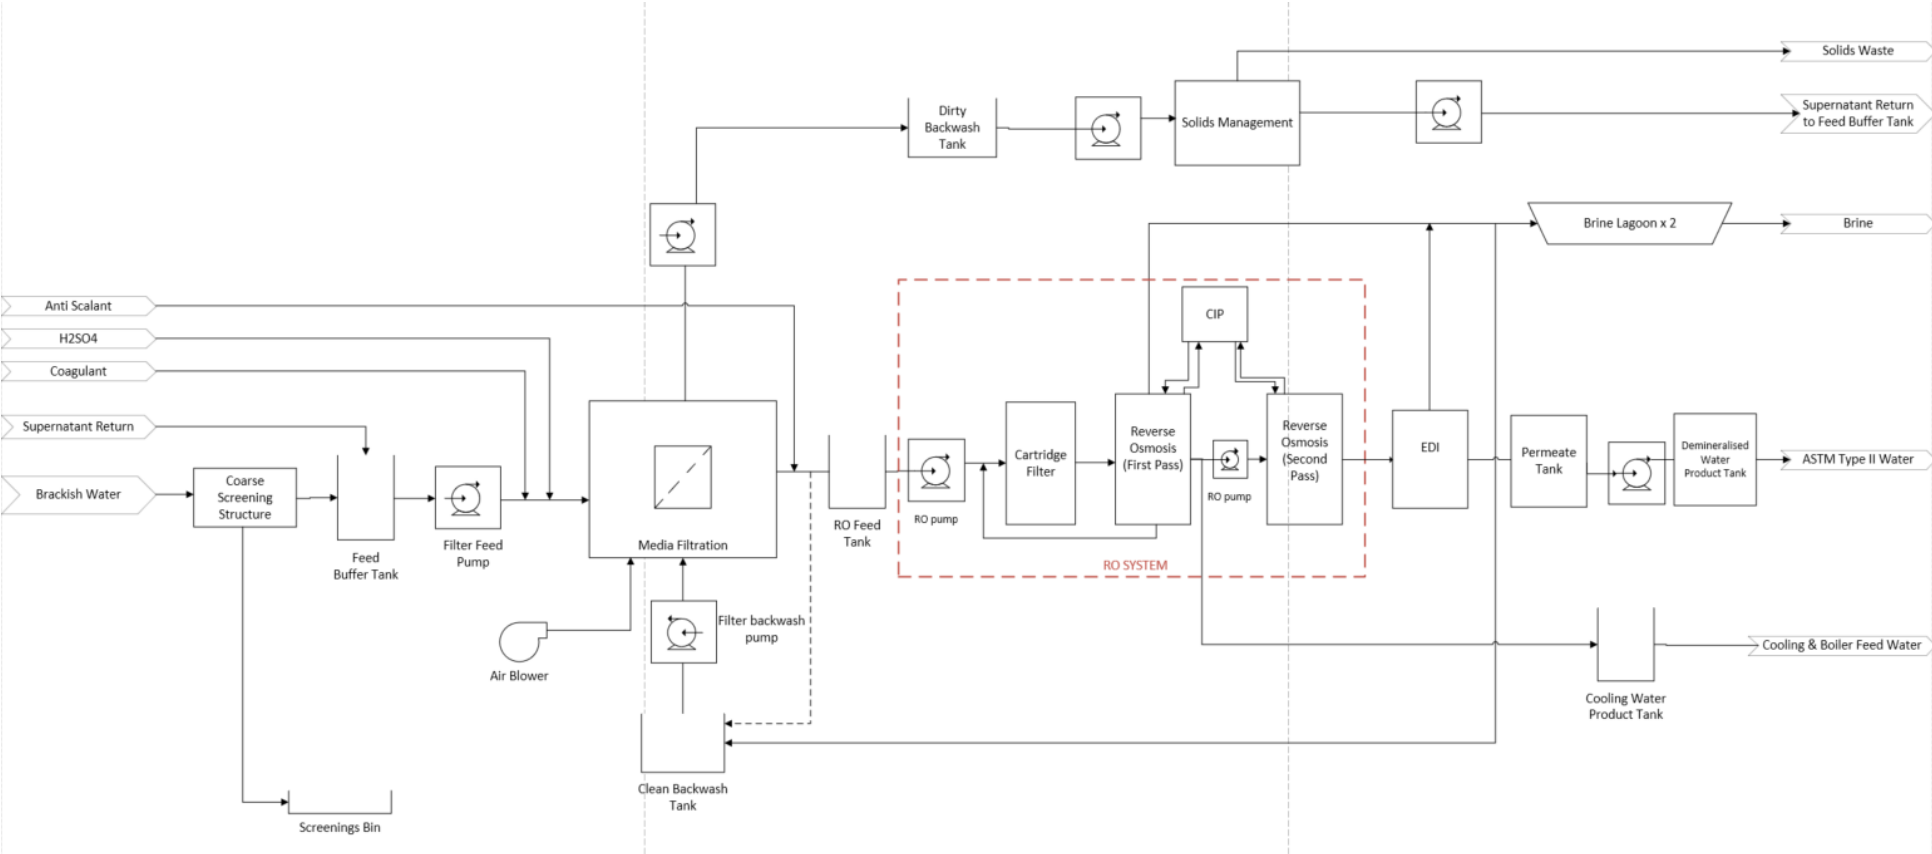 Solids Waste
Supernatant Return
to Feed Buffer Tank
Dirty
Backwash
Tank
Solids Management
Brine Lagoon x 2
Brine
Anti Scalant
H2SO4
Coagulant
Supernatant Return
Brackish Water
Coarse
Screening
Structure
Feed
Buffer Tank
Filter Feed
Pump
Media Filtration
Air Blower
Filter backwash
pump
Clean Backwash
Tank
Screenings Bin
RO Feed
Tank
RO pump
Cartridge
Filter
CIP
Reverse
Osmosis
(First Pass)
RO pump
Reverse
Osmosis
(Second
Pass)
RO SYSTEM
EDI
Permeate
Tank
Demineralised
Water
Product Tank
ASTM Type II Water
Cooling & Boiler Feed Water
Cooling Water
Product Tank